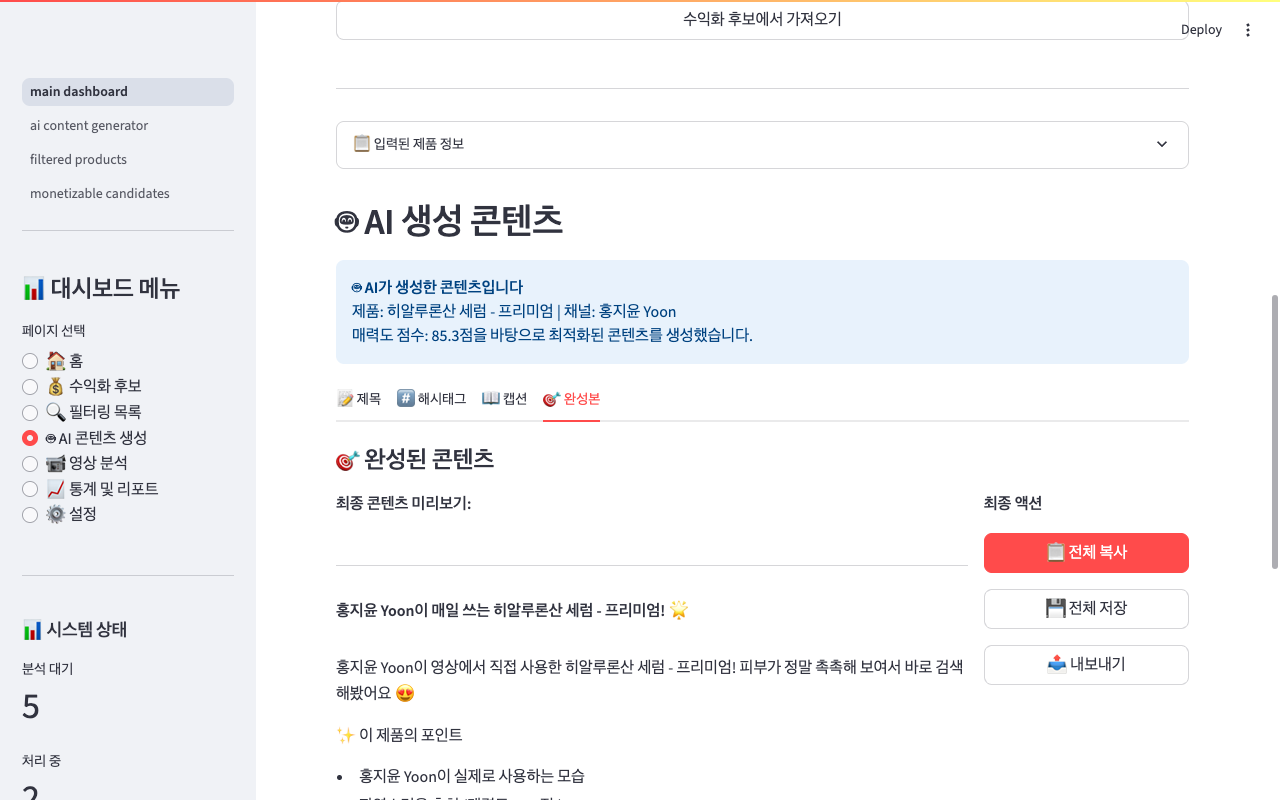 수익화 후보에서 가져오기
Deploy
main dashboard
ai content generator
filtered products
monetizable candidates
대시보드 메뉴
페이지 선택
홈
수익화 후보
필터링 목록
AI 콘텐츠 생성
영상 분석
통계 및 리포트
설정
시스템 상태
분석 대기
5
처리 중
입력된 제품 정보
AI 생성 콘텐츠
AI가 생성한 콘텐츠입니다
제품: 히알루론산 세럼 - 프리미엄 | 채널: 홍지윤 Yoon
매력도 점수: 85.3점을 바탕으로 최적화된 콘텐츠를 생성했습니다.
제목
해시태그
캡션
완성본
완성된 콘텐츠
최종 콘텐츠 미리보기:
홍지윤 Yoon이 매일 쓰는 히알루론산 세럼 - 프리미엄! 🌟
홍지윤 Yoon이 영상에서 직접 사용한 히알루론산 세럼 - 프리미엄! 피부가 정말 촉촉해 보여서 바로 검색
해봤어요 😍
✨ 이 제품의 포인트
• 홍지윤 Yoon이 실제로 사용하는 모습
최종 액션
전체 복사
전체 저장
내보내기